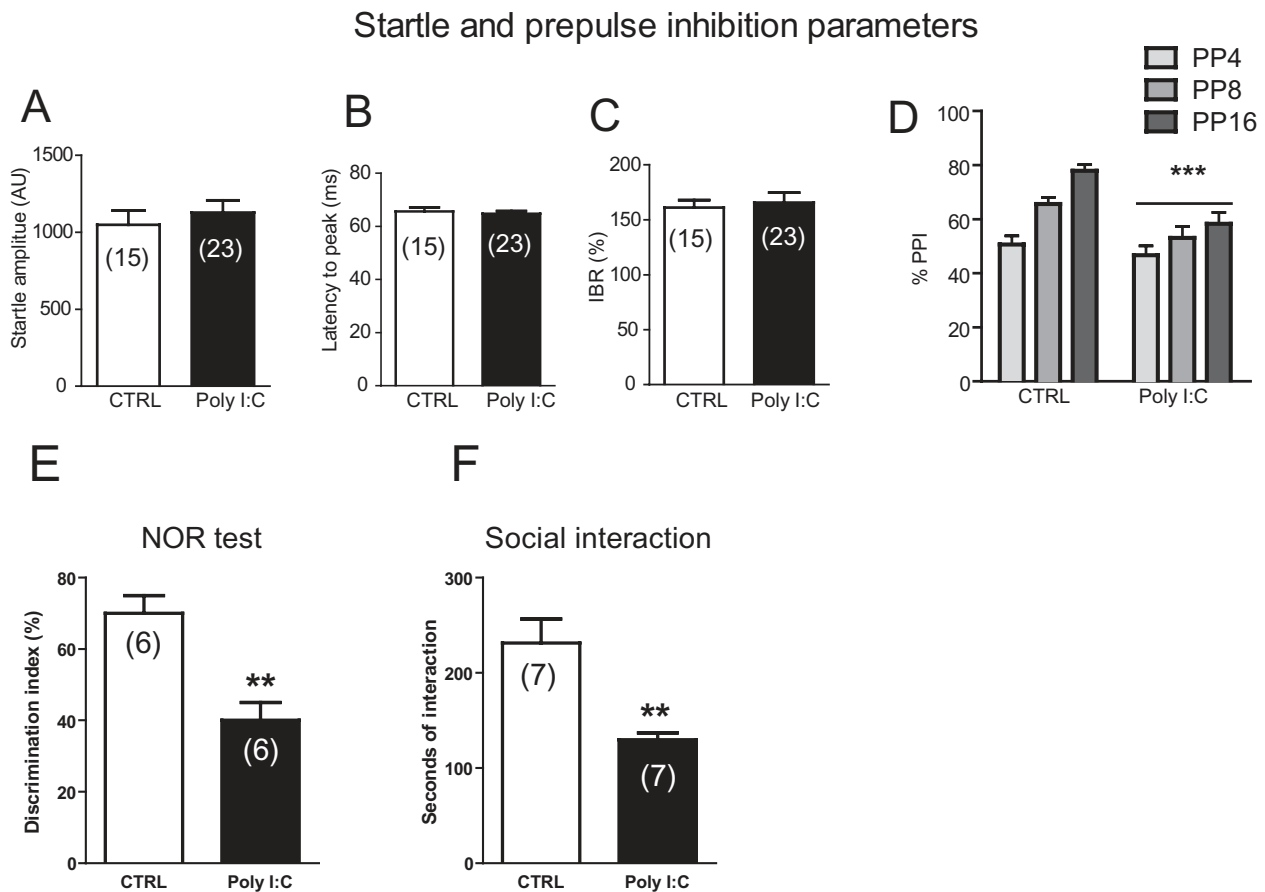 Startle and prepulse inhibition parameters
PP4
PP8
PP16
A
Startle amplitue (AU)
1500
1000
500
0
(15)
(23)
CTRL
Poly I:C
B
Latency to peak (ms)
80
60
40
20
0
(15)
(23)
CTRL
Poly I:C
C
IBR (%)
200
150
100
50
0
(15)
(23)
CTRL
Poly I:C
D
% PPI
100
80
60
40
20
0
***
CTRL
Poly I:C
E
NOR test
Discrimination index (%)
80
60
40
20
0
(6)
**
(6)
CTRL
Poly I:C
F
Social interaction
Seconds of interaction
300
200
100
0
(7)
**
(7)
CTRL
Poly I:C